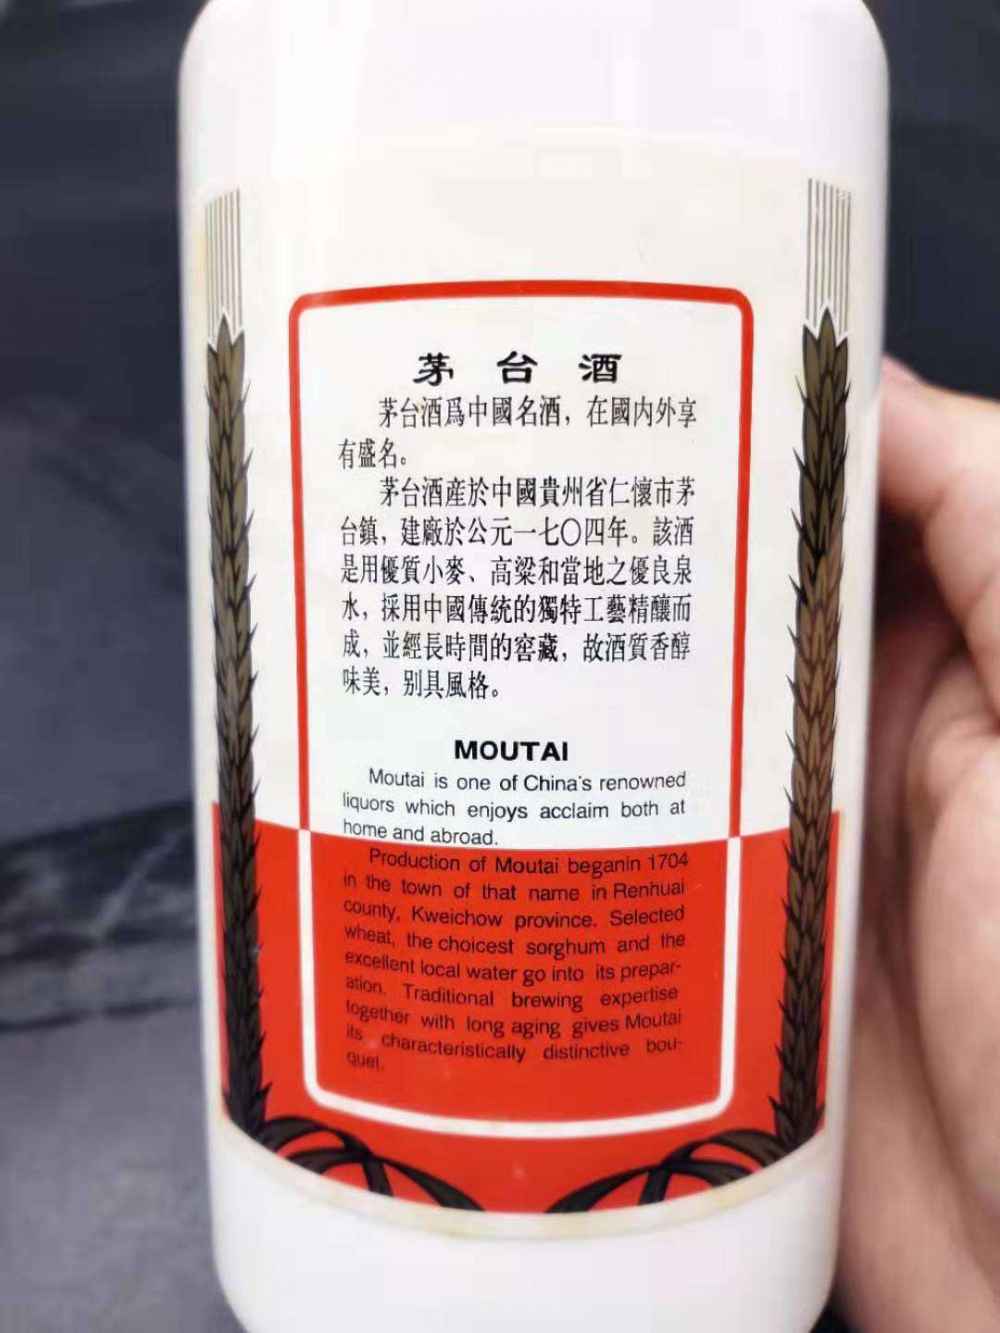 茅台酒
茅台酒爲中國名酒，在國内外享
有盛名。
茅台酒産於中國貴州省仁懷市茅
台鎮，建廠於公元一七〇四年。該酒
是用優質小麥、高粱和當地之優良泉
水，採用中國傳統的獨特工藝精釀而
成，並經長時間的窖藏，故酒質香醇
味美，别具風格。
MOUTAI
Moutai is one of China's renowned
liquors which enjoys acclaim both at
home and abroad.
Production of Moutai beganin 1704
in the town of that name in Renhuai
county, Kweichow province. Selected
wheat, the choicest sorghum and the
excellent local water go into its prepar-
ation. Traditional brewing expertise
together with long aging gives Moutai
its characteristically distinctive bou-
quet.